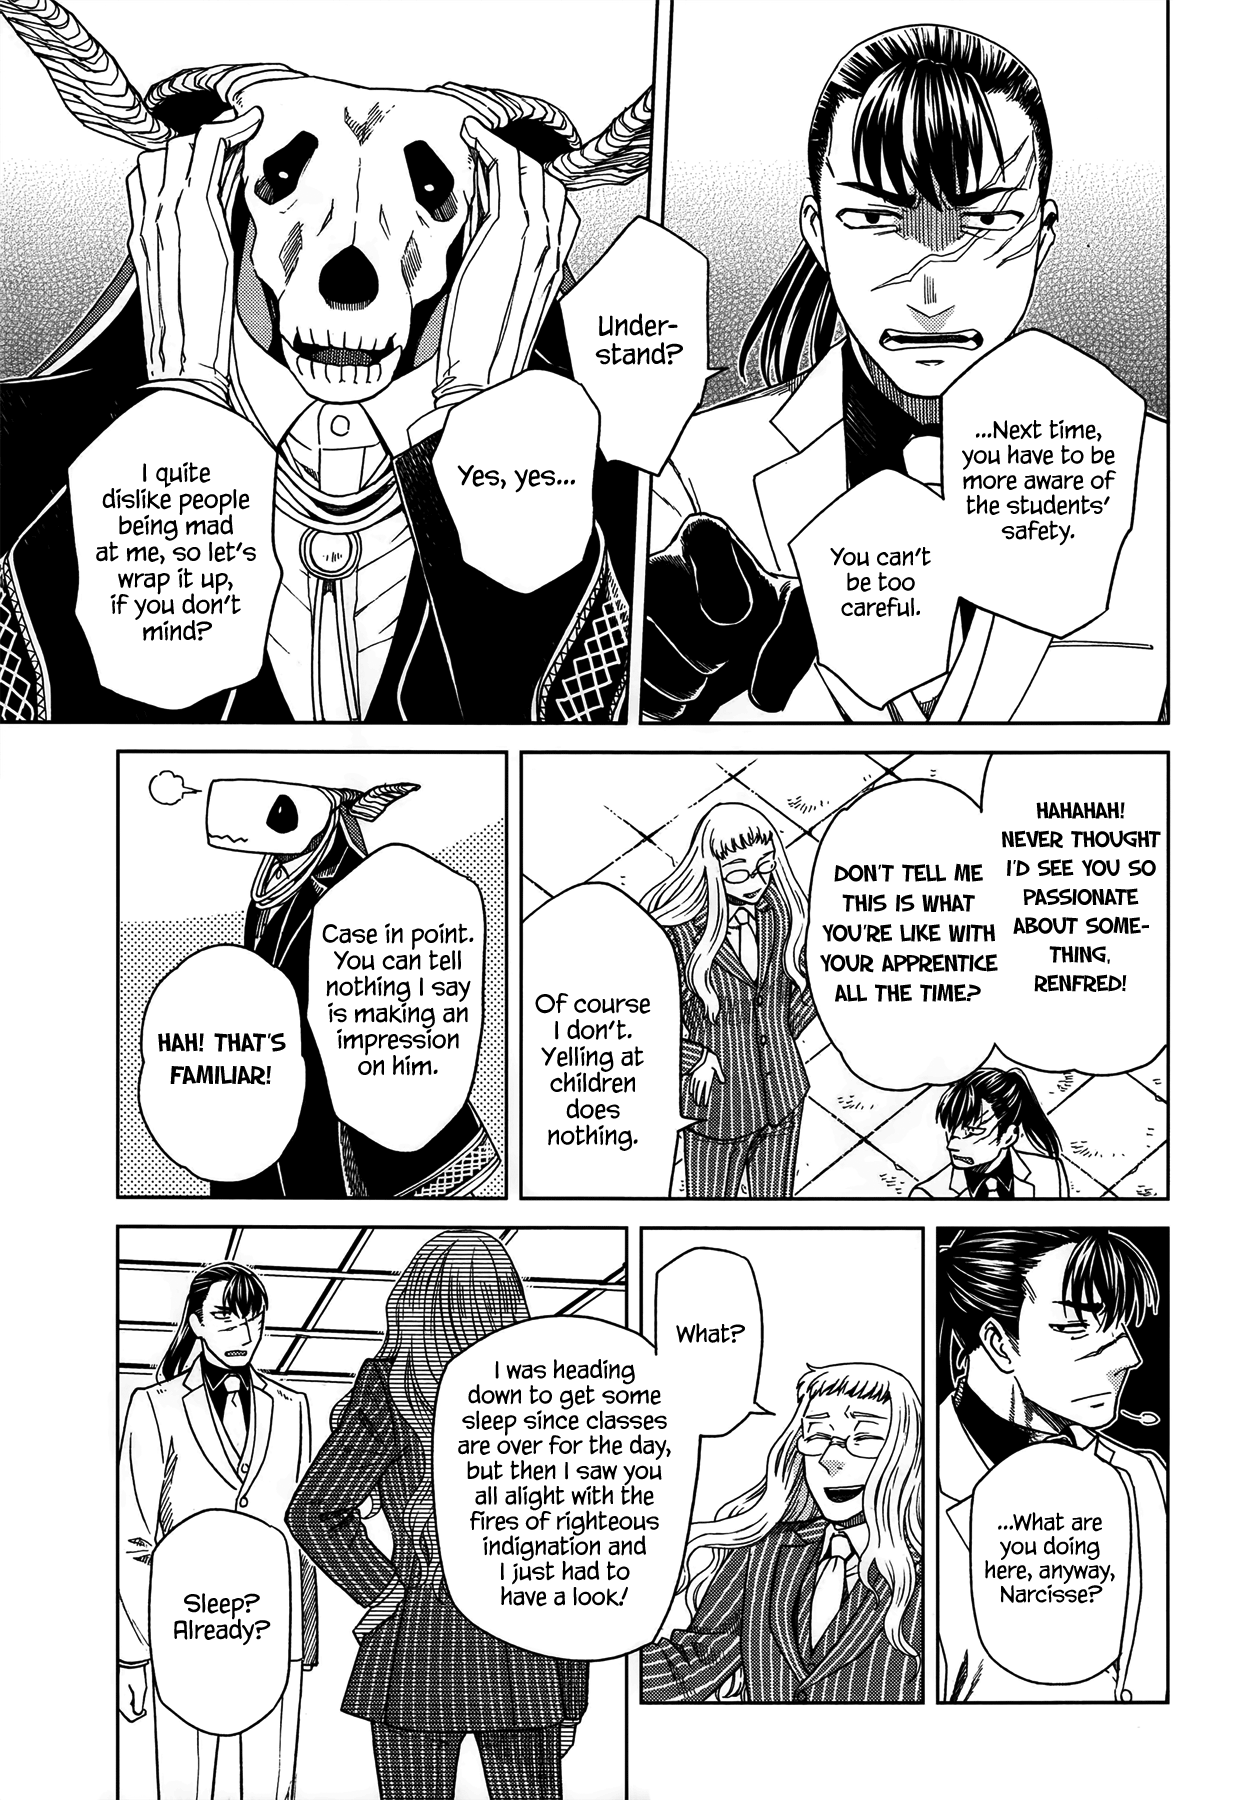 ...Next time,
you have to be
more aware of
the students'
safety.
You can't
be too
careful.
Under-
stand?
Yes, yes...
I quite
dislike people
being mad
at me, so let's
wrap it up,
if you don't
mind?
HAHAHAH!
NEVER THOUGHT
I'D SEE YOU SO
PASSIONATE
ABOUT SOME-
THING,
RENFRED!
DON'T TELL ME
THIS IS WHAT
YOU'RE LIKE WITH
YOUR APPRENTICE
ALL THE TIME?
Of course
I don't.
Yelling at
children
does
nothing.
Case in point.
You can tell
nothing I say
is making an
impression
on him.
HAH! THAT'S
FAMILIAR!
...What are
you doing
here, anyway,
Narcisse?
What?
I was heading
down to get some
sleep since classes
are over for the day,
but then I saw you
all alight with the
fires of righteous
indignation and
I just had to
have a look!
Sleep?
Already?